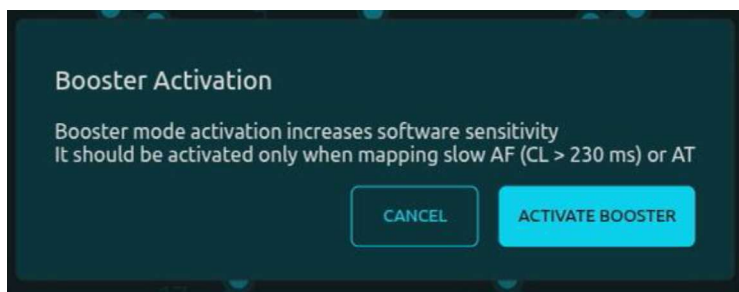 Booster Activation
Booster mode activation increases software sensitivity
It should be activated only when mapping slow AF (CL > 230 ms) or AT
CANCEL
ACTIVATE BOOSTER